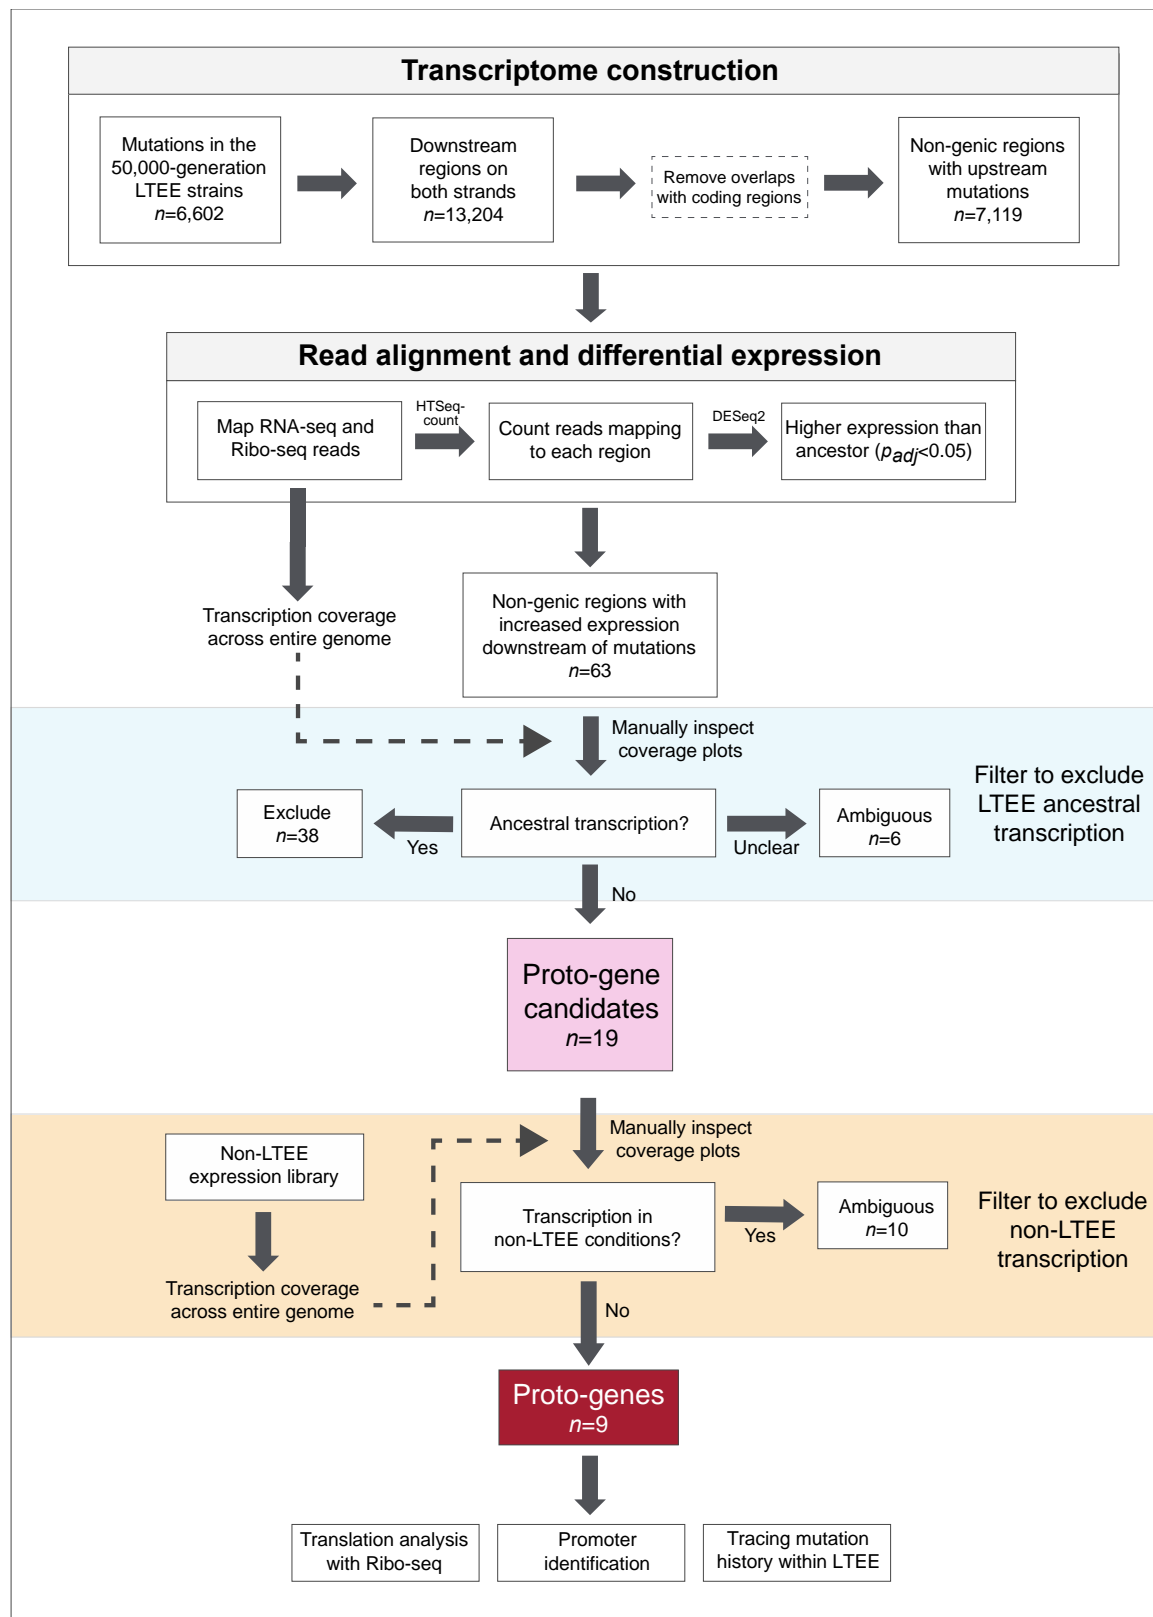 Transcriptome construction
Mutations in the
50,000-generation
LTEE strains
n=6,602
Downstream
regions on
both strands
n=13,204
Remove overlaps
with coding regions
Non-genic regions
with upstream
mutations
n=7,119
Read alignment and differential expression
Map RNA-seq and
Ribo-seq reads
HTSeq-
count
Count reads mapping
to each region
DESeq2
Higher expression than
ancestor (padj<0.05)
Transcription coverage
across entire genome
Non-genic regions with
increased expression
downstream of mutations
n=63
Manually inspect
coverage plots
Filter to exclude
LTEE ancestral
transcription
Exclude
n=38
Yes
Ancestral transcription?
Unclear
Ambiguous
n=6
No
Proto-gene
candidates
n=19
Manually inspect
coverage plots
Non-LTEE
expression library
Transcription coverage
across entire genome
Transcription in
non-LTEE conditions?
Yes
Ambiguous
n=10
Filter to exclude
non-LTEE
transcription
No
Proto-genes
n=9
Translation analysis
with Ribo-seq
Promoter
identification
Tracing mutation
history within LTEE